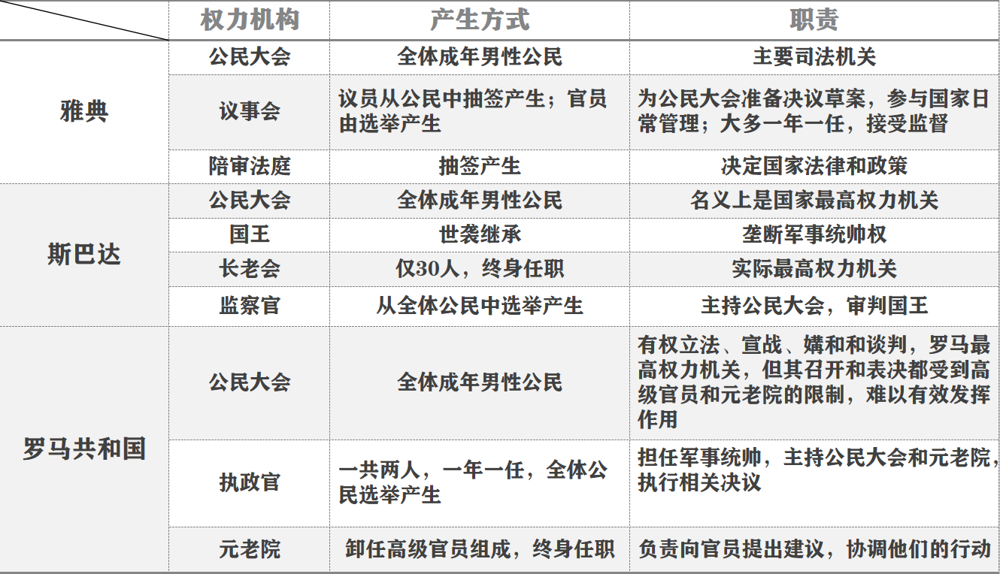 权力机构 产生方式 职责
雅典
公民大会 全体成年男性公民 主要司法机关
议事会
议员从公民中抽签产生；官员
由选举产生
为公民大会准备决议草案，参与国家日
常管理；大多一年一任，接受监督
陪审法庭 抽签产生 决定国家法律和政策
斯巴达
公民大会 全体成年男性公民 名义上是国家最高权力机关
国王 世袭继承 垄断军事统帅权
长老会 仅30人，终身任职 实际最高权力机关
监察官 从全体公民中选举产生 主持公民大会，审判国王
罗马共和国
公民大会 全体成年男性公民
有权立法、宣战、媾和和谈判，罗马最
高权力机关，但其召开和表决都受到高
级官员和元老院的限制，难以有效发挥
作用
执政官
一共两人，一年一任，全体公
民选举产生
担任军事统帅，主持公民大会和元老院，
执行相关决议
元老院 卸任高级官员组成，终身任职 负责向官员提出建议，协调他们的行动